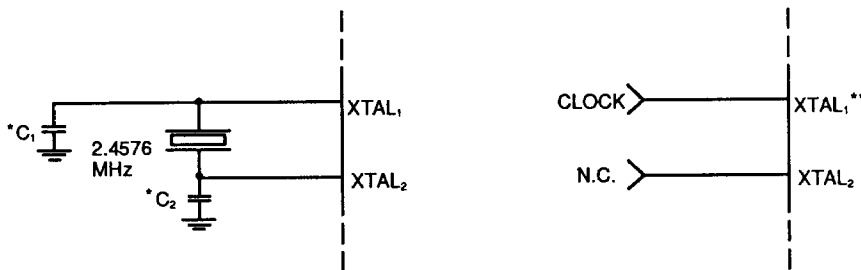 *C₁
2.4576
MHz
*C₂
XTAL₁
XTAL₂
CLOCK
XTAL₁**
N.C.
XTAL₂